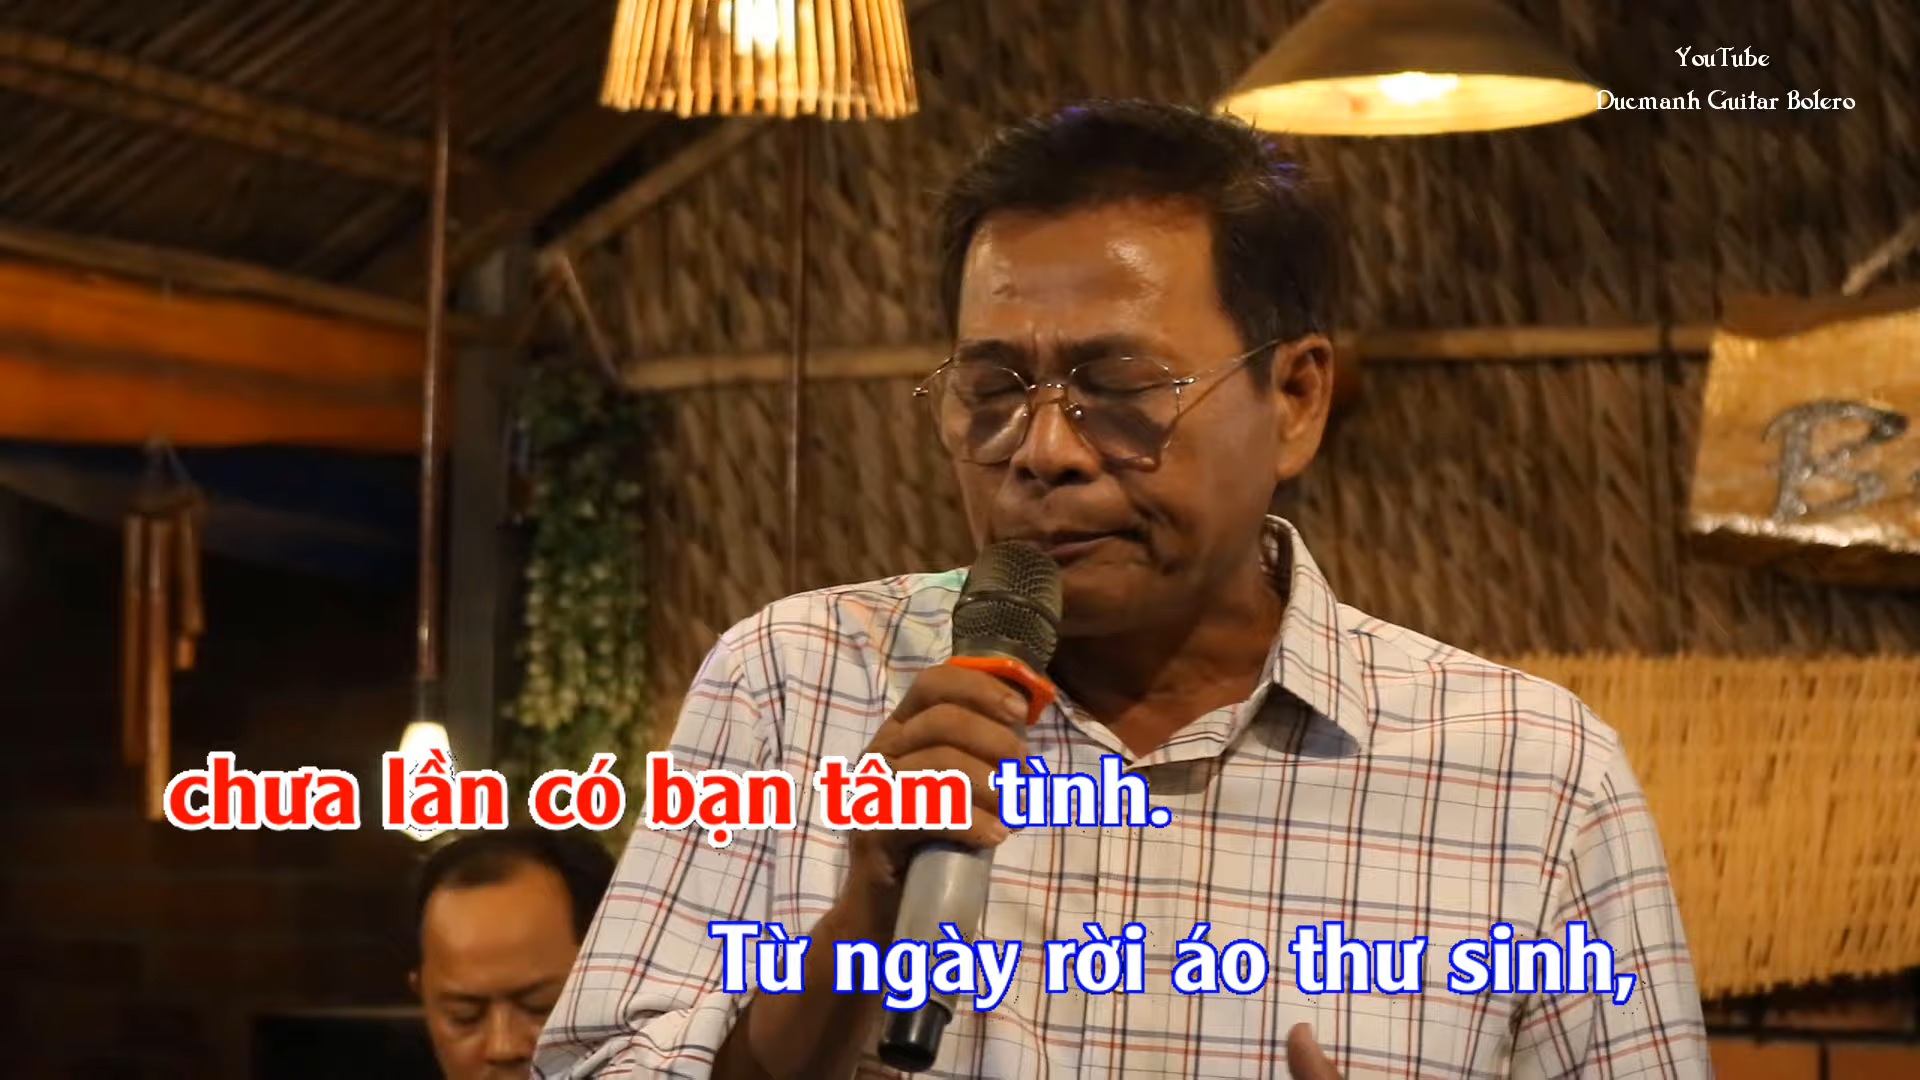 YouTube
Ducmanh Guitar Bolero
chưa lần có bạn tâm tình.
Từ ngày rời áo thư sinh,